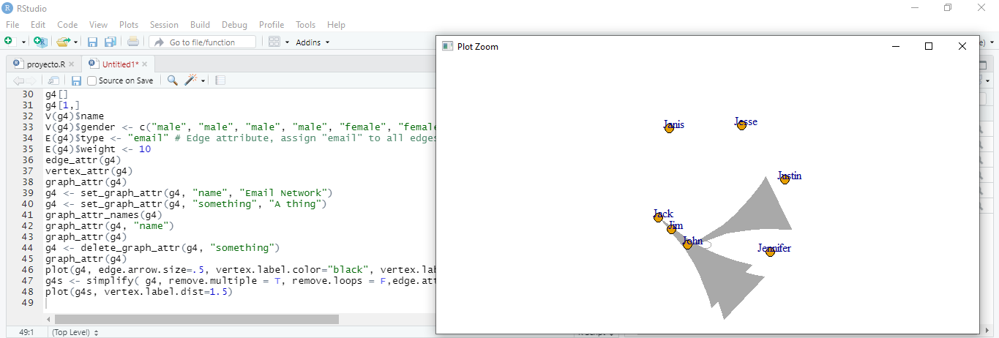 RStudio
File Edit Code View Plots Session Build Debug Profile Tools Help
Go to file/function Addins
proyecto.R Untitled1*
Source on Save
30 g4[]
31 g4[1,]
32 V(g4)$name
33 V(g4)$gender <- c("male", "male", "male", "male", "female", "fema
34 E(g4)$type <- "email" # Edge attribute, assign "email" to all edges
35 E(g4)$weight <- 10
36 edge_attr(g4)
37 vertex_attr(g4)
38 graph_attr(g4)
39 g4 <- set_graph_attr(g4, "name", "Email Network")
40 g4 <- set_graph_attr(g4, "something", "A thing")
41 graph_attr_names(g4)
42 graph_attr(g4, "name")
43 graph_attr(g4)
44 g4 <- delete_graph_attr(g4, "something")
45 graph_attr(g4)
46 plot(g4, edge.arrow.size=.5, vertex.label.color="black", vertex.lab
47 g4s <- simplify( g4, remove.multiple = T, remove.loops = F,edge.att
48 plot(g4s, vertex.label.dist=1.5)
49
49:1 (Top Level)
Plot Zoom
Janis
Jesse
Justin
Jack
Jim
John
Jennifer